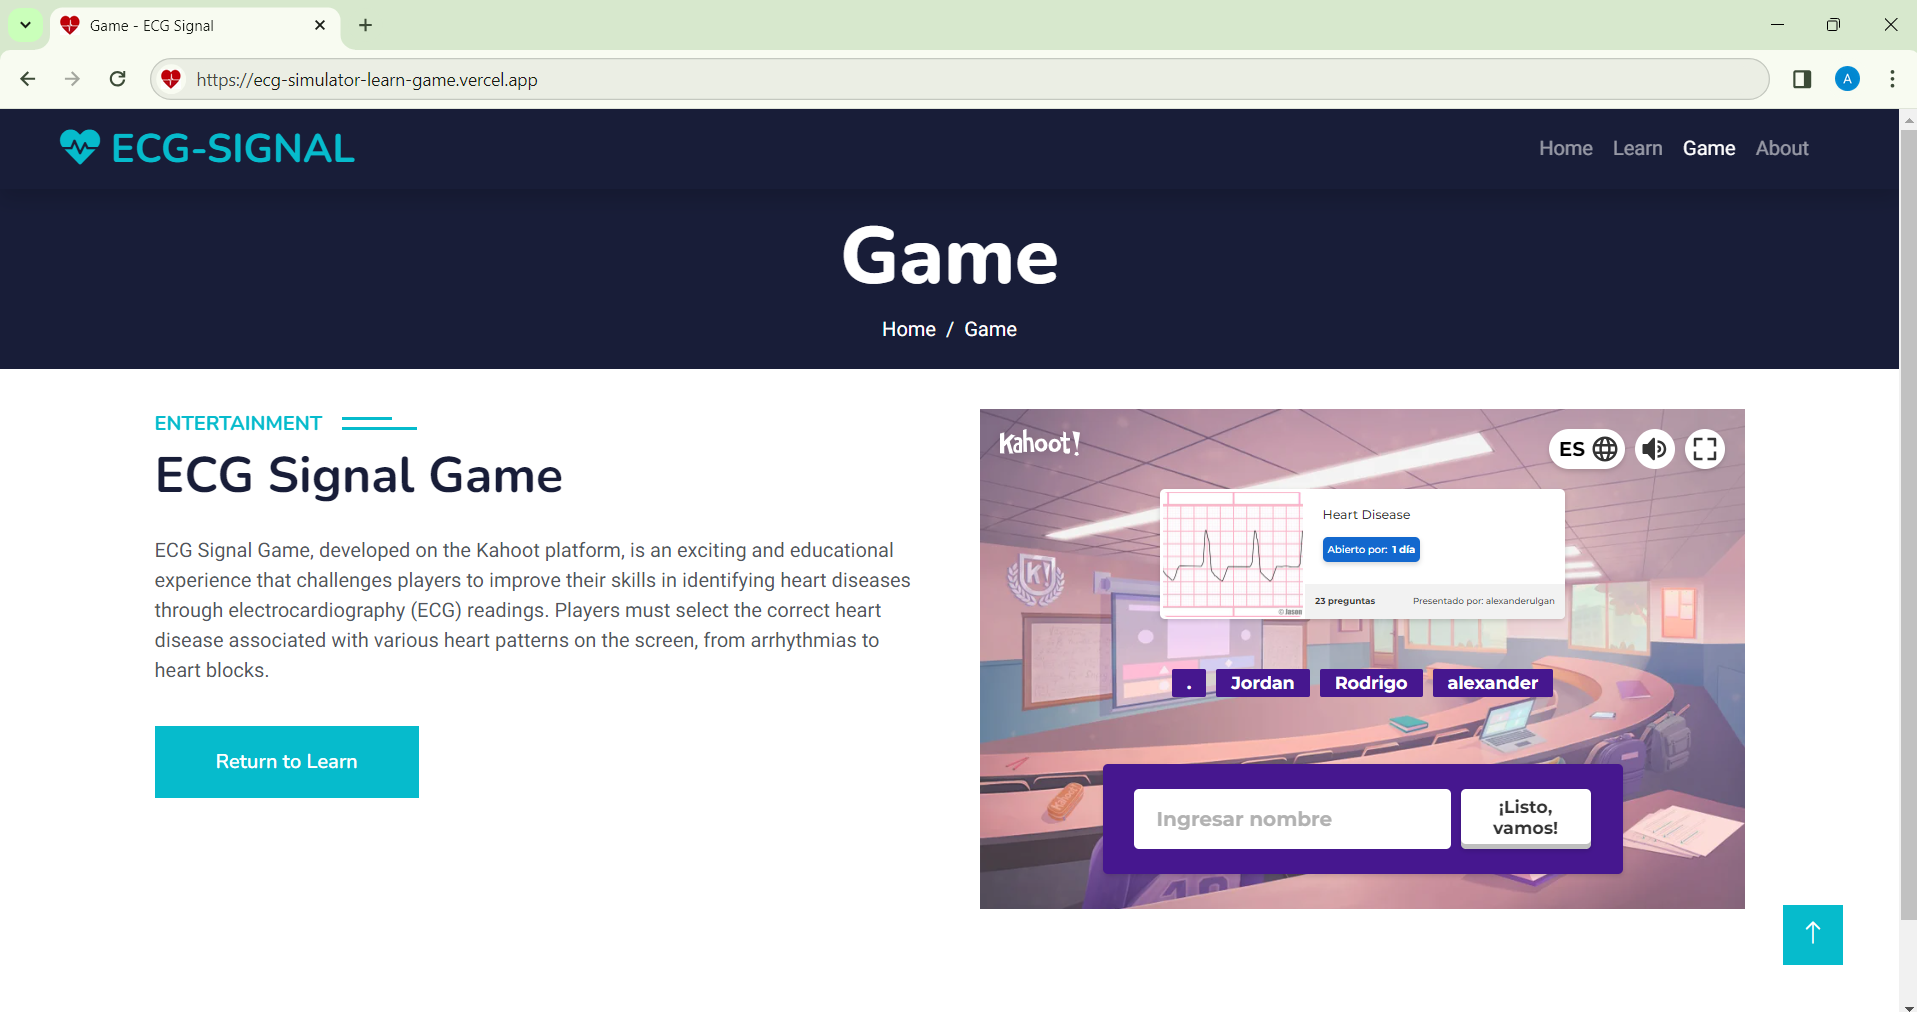 Game - ECG Signal
https://ecg-simulator-learn-game.vercel.app
A
ECG-SIGNAL
Home Learn Game About
Game
Home / Game
ENTERTAINMENT
ECG Signal Game
ECG Signal Game, developed on the Kahoot platform, is an exciting and educational
experience that challenges players to improve their skills in identifying heart diseases
through electrocardiography (ECG) readings. Players must select the correct heart
disease associated with various heart patterns on the screen, from arrhythmias to
heart blocks.
Return to Learn
Kahoot!
ES
Heart Disease
Abierto por: 1 día
23 preguntas Presentado por: alexanderulgan
© Jason
K!
. Jordan Rodrigo alexander
Kahoot!
Ingresar nombre
¡Listo,
vamos!